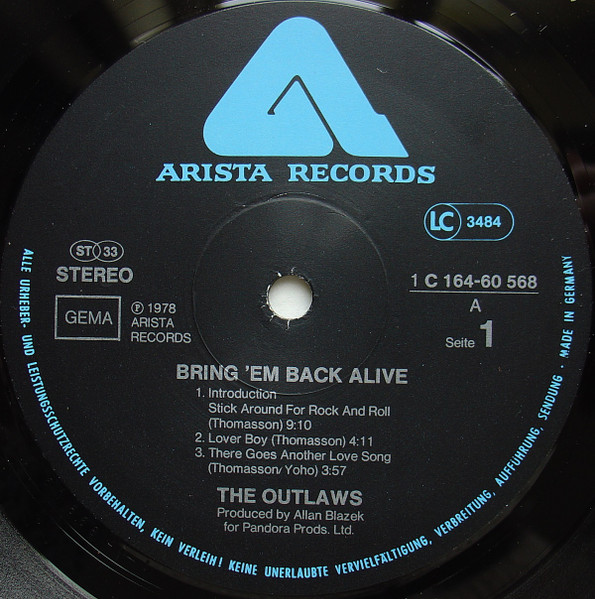 ARISTA RECORDS
LC 3484
ST 33
STEREO
GEMA
Ⓟ 1978
ARISTA
RECORDS
1 C 164-60 568
A
Seite 1
BRING 'EM BACK ALIVE
1. Introduction
Stick Around For Rock And Roll
(Thomasson) 9:10
2. Lover Boy (Thomasson) 4:11
3. There Goes Another Love Song
(Thomasson/Yoho) 3:57
THE OUTLAWS
Produced by Allan Blazek
for Pandora Prods. Ltd.
ALLE URHEBER- UND LEISTUNGSSCHUTZRECHTE VORBEHALTEN, KEIN VERLEIH! KEINE UNERLAUBTE VERVIELFÄLTIGUNG, VERBREITUNG, AUFFÜHRUNG, SENDUNG · MADE IN GERMANY